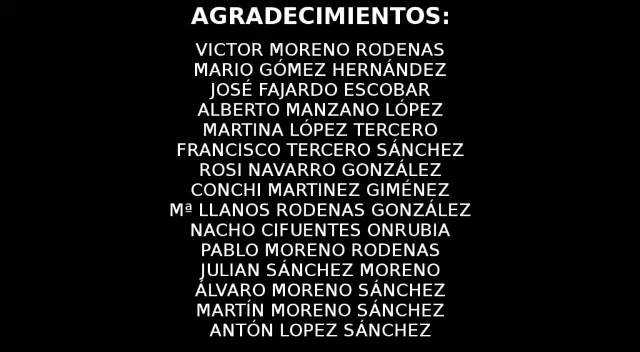 AGRADECIMIENTOS:
VICTOR MORENO RODENAS
MARIO GÓMEZ HERNÁNDEZ
JOSÉ FAJARDO ESCOBAR
ALBERTO MANZANO LÓPEZ
MARTINA LÓPEZ TERCERO
FRANCISCO TERCERO SÁNCHEZ
ROSI NAVARRO GONZÁLEZ
CONCHI MARTINEZ GIMÉNEZ
Mª LLANOS RODENAS GONZÁLEZ
NACHO CIFUENTES ONRUBIA
PABLO MORENO RODENAS
JULIAN SÁNCHEZ MORENO
ÁLVARO MORENO SÁNCHEZ
MARTÍN MORENO SÁNCHEZ
ANTÓN LOPEZ SÁNCHEZ